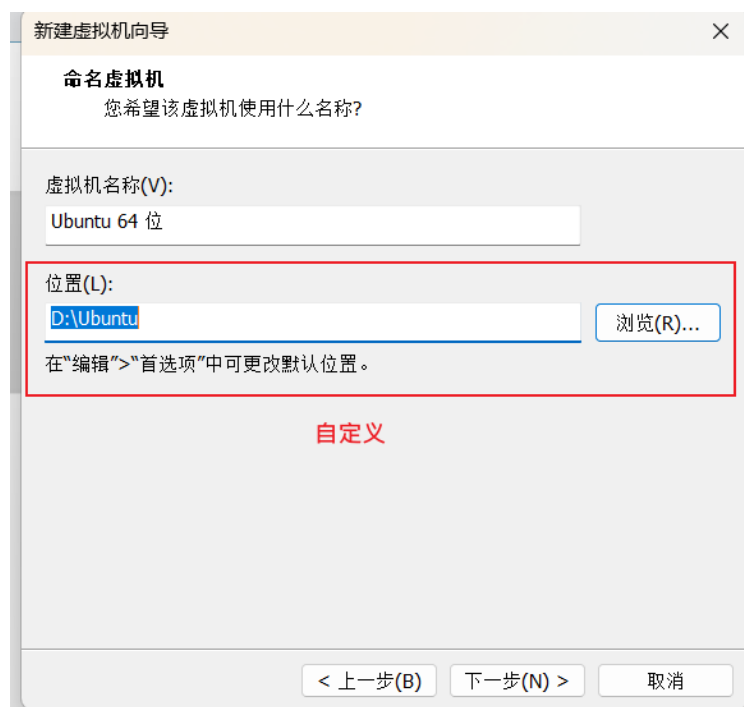 新建虚拟机向导
命名虚拟机
您希望该虚拟机使用什么名称?
虚拟机名称(V):
Ubuntu 64 位
位置(L):
D:\Ubuntu
浏览(R)...
在"编辑">"首选项"中可更改默认位置。
自定义
< 上一步(B)
下一步(N) >
取消